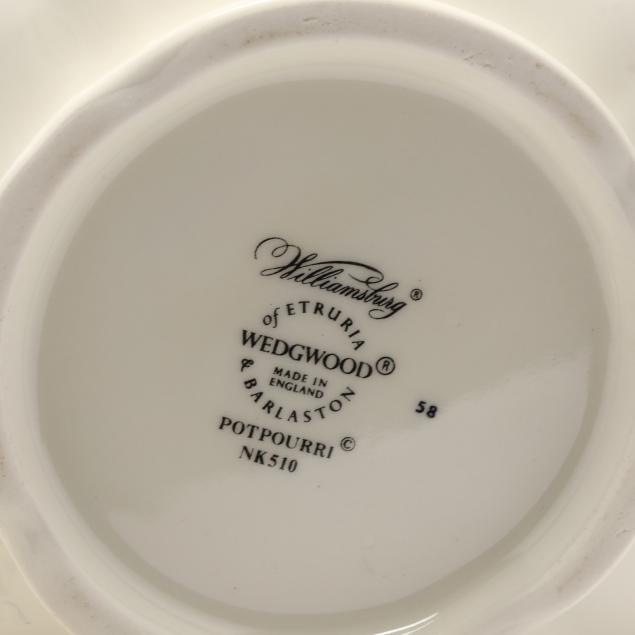 Williamsburg®
of ETRURIA
WEDGWOOD®
MADE IN
ENGLAND
& BARLASTON
58
POTPOURRI©
NK510